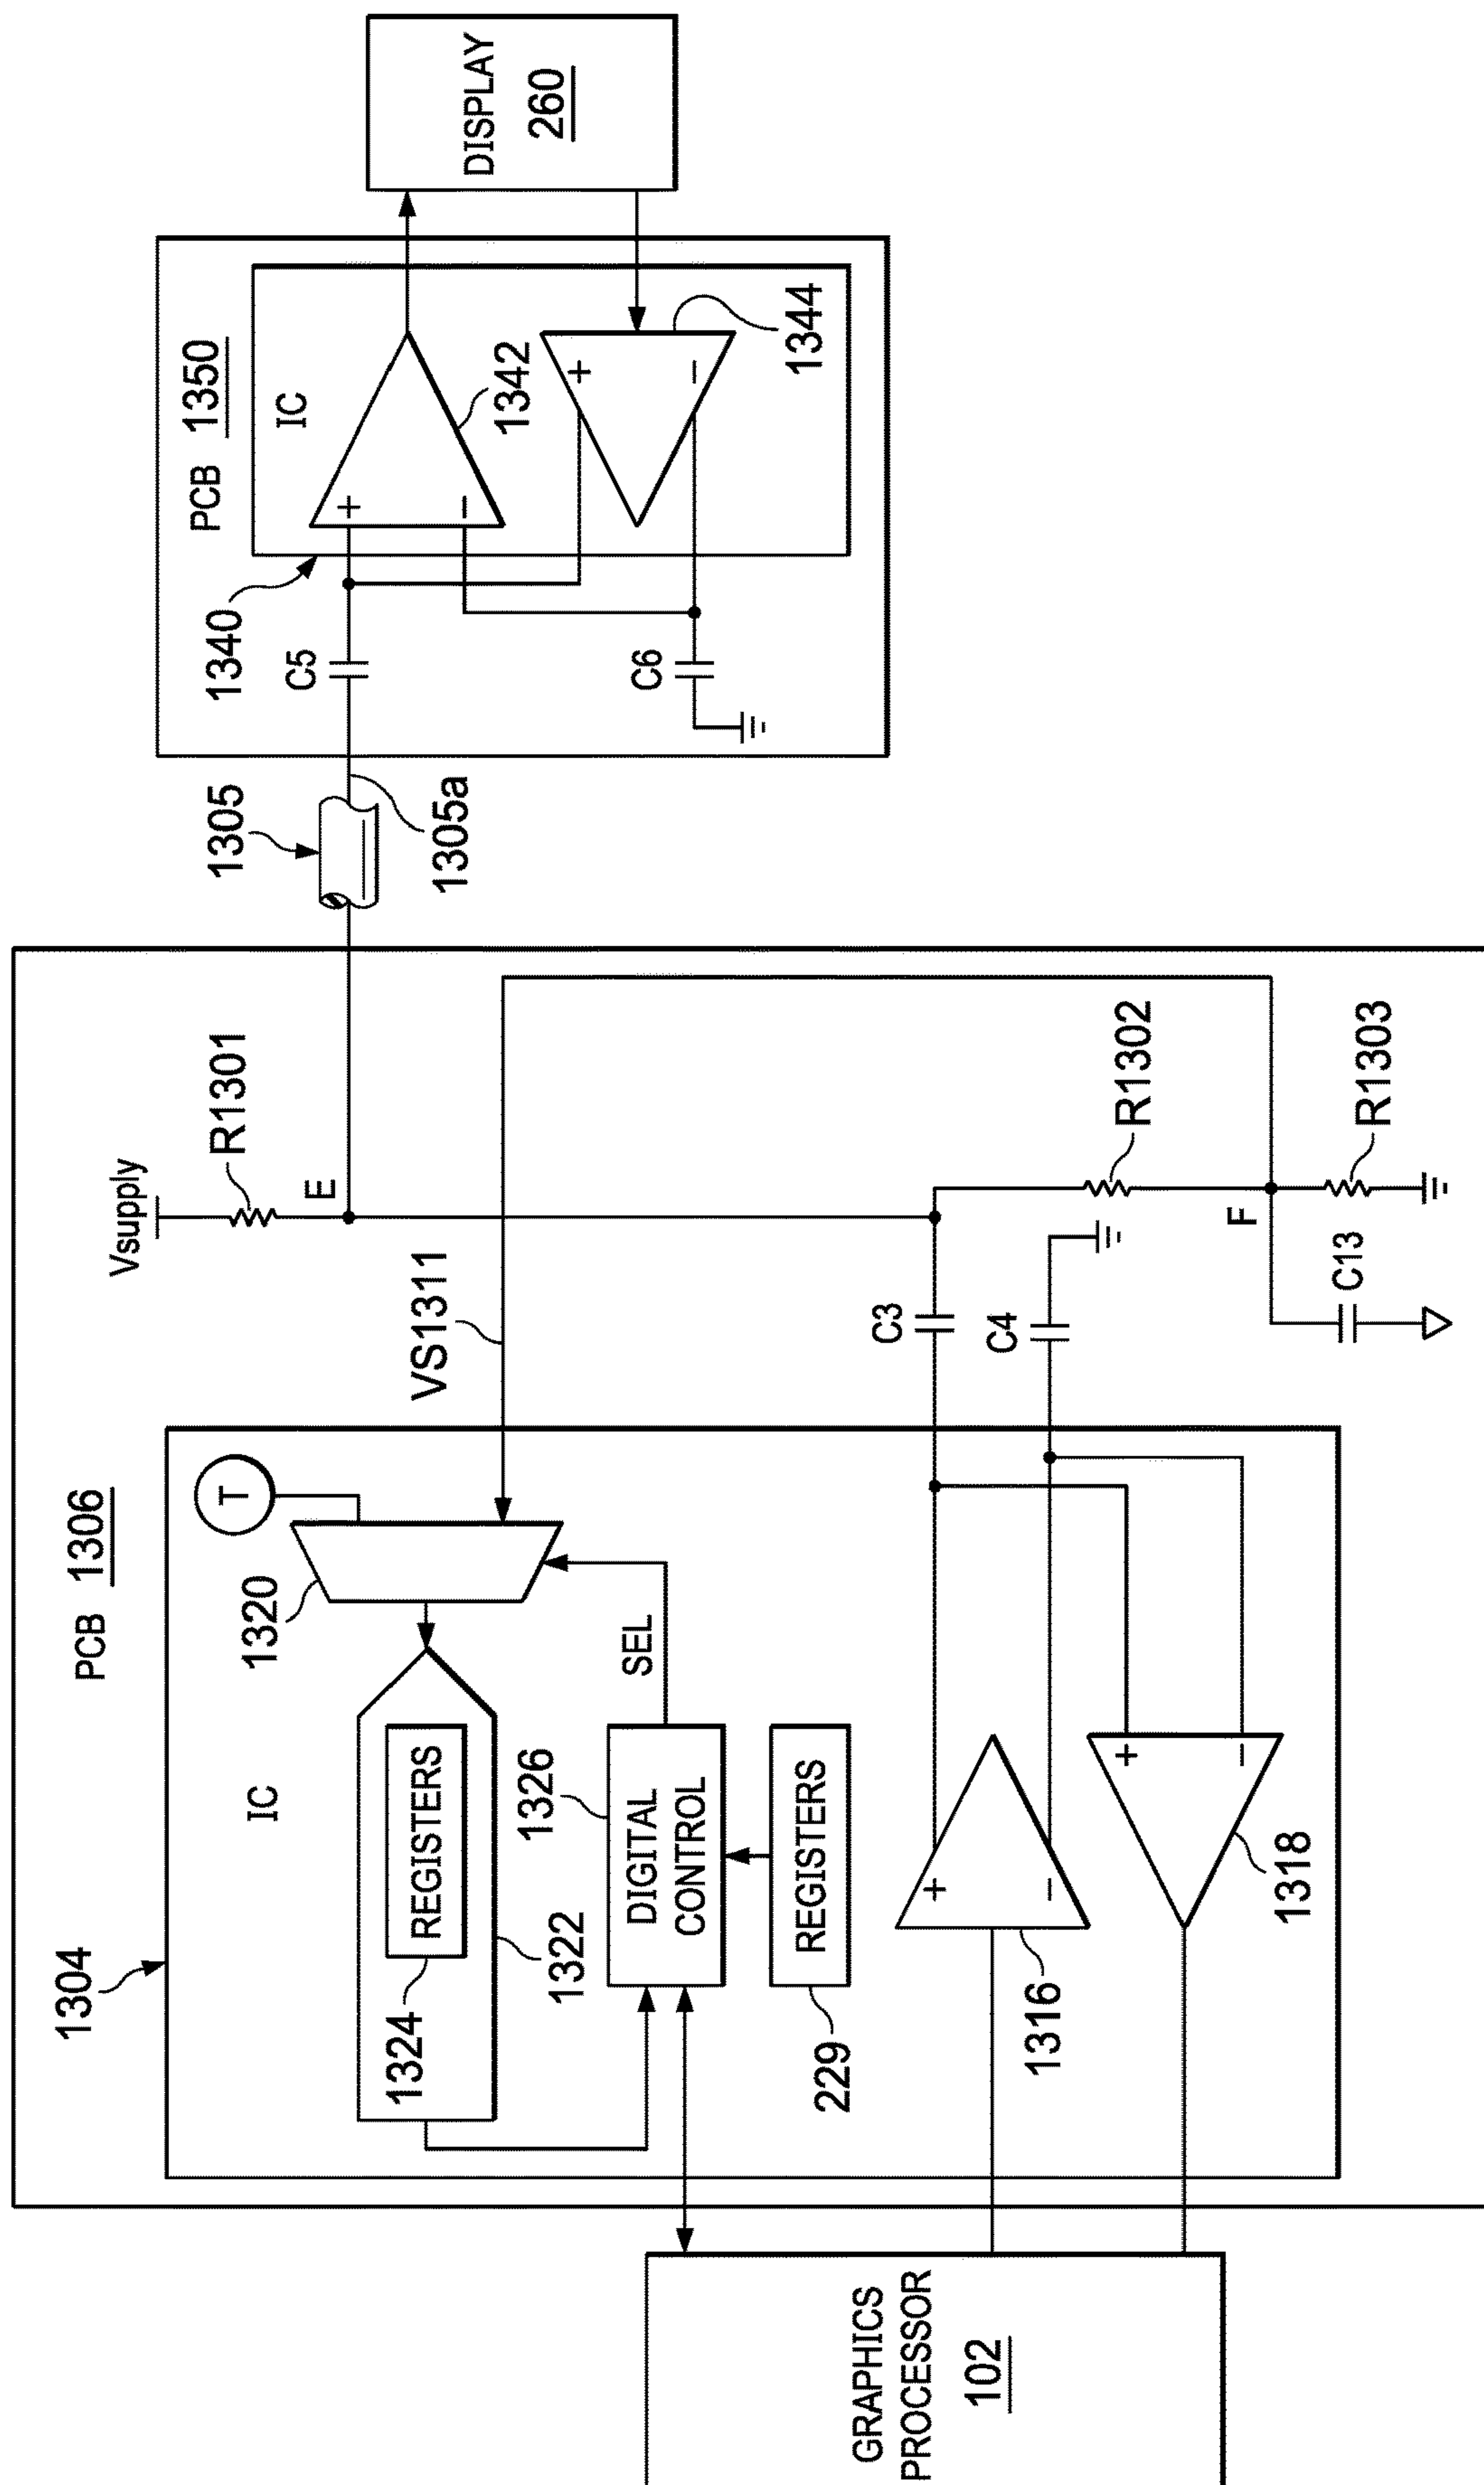 GRAPHICS
PROCESSOR
102
1304
PCB 1306
IC
REGISTERS
1324
1322
1320
T
DIGITAL
CONTROL
1326
SEL
REGISTERS
229
+
−
1316
+
−
1318
VS1311
Vsupply
R1301
E
C3
C4
R1302
F
R1303
C13
1305
1305a
PCB 1350
IC
1340
C5
C6
+
−
1342
+
−
1344
DISPLAY
260